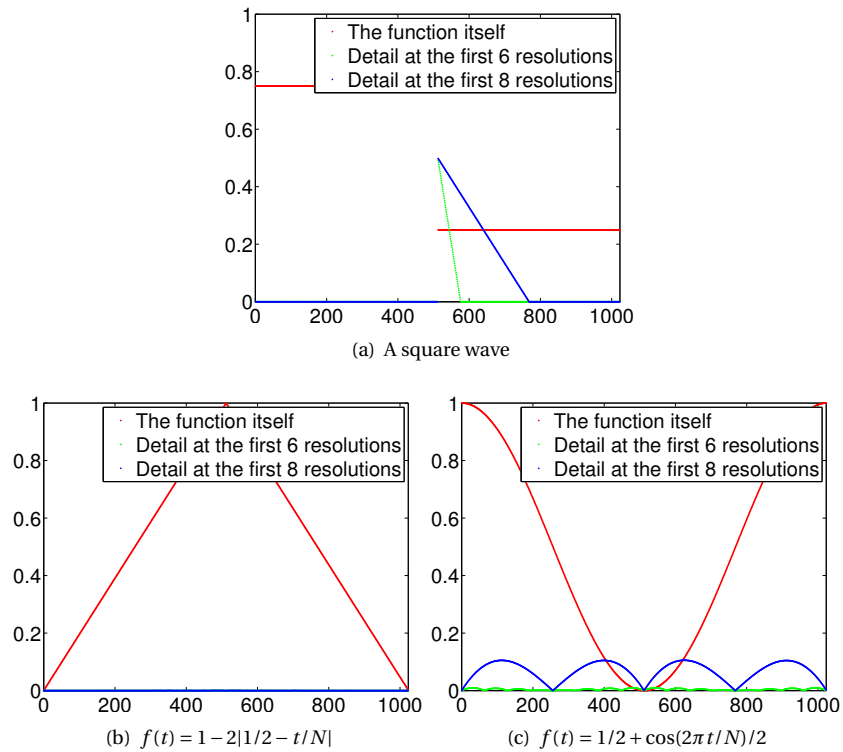 1
0.8
0.6
0.4
0.2
0
0 200 400 600 800 1000
The function itself
Detail at the first 6 resolutions
Detail at the first 8 resolutions
(a) A square wave
1
0.8
0.6
0.4
0.2
0
0 200 400 600 800 1000
The function itself
Detail at the first 6 resolutions
Detail at the first 8 resolutions
(b) f(t) = 1−2|1/2−t/N|
1
0.8
0.6
0.4
0.2
0
0 200 400 600 800 1000
The function itself
Detail at the first 6 resolutions
Detail at the first 8 resolutions
(c) f(t) = 1/2+cos(2πt/N)/2